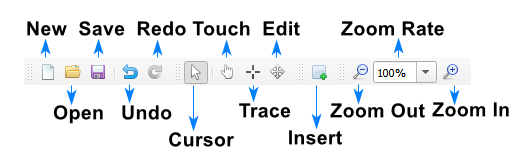 New Save Redo Touch Edit Zoom Rate
100%
Open Undo Trace Zoom Out Zoom In
Cursor Insert